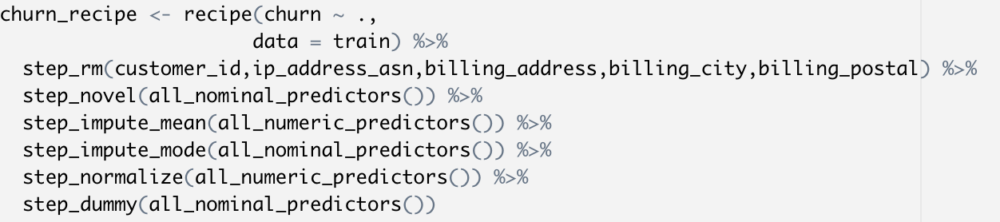 churn_recipe <- recipe(churn ~ .,
                      data = train) %>%
  step_rm(customer_id,ip_address_asn,billing_address,billing_city,billing_postal) %>%
  step_novel(all_nominal_predictors()) %>%
  step_impute_mean(all_numeric_predictors()) %>%
  step_impute_mode(all_nominal_predictors()) %>%
  step_normalize(all_numeric_predictors()) %>%
  step_dummy(all_nominal_predictors())